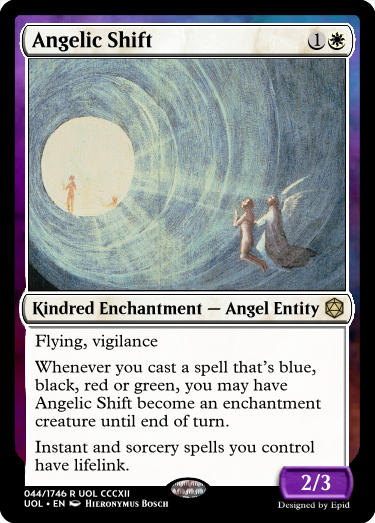 Angelic Shift 1
Kindred Enchantment — Angel Entity
Flying, vigilance
Whenever you cast a spell that's blue,
black, red or green, you may have
Angelic Shift become an enchantment
creature until end of turn.
Instant and sorcery spells you control
have lifelink.
2/3
044/1746 R UOL CCCXII
UOL • EN Hieronymus Bosch
Designed by Epid